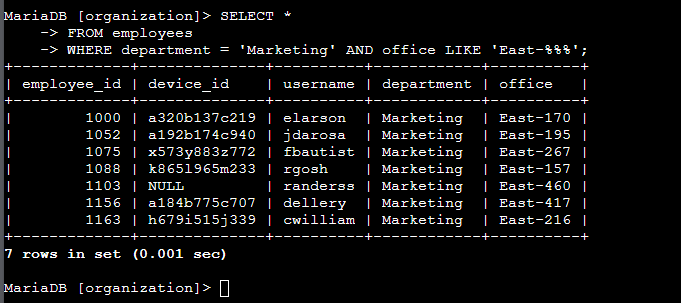 MariaDB [organization]> SELECT *
    -> FROM employees
    -> WHERE department = 'Marketing' AND office LIKE 'East-%%%';
+-------------+--------------+----------+------------+----------+
| employee_id | device_id    | username | department | office   |
+-------------+--------------+----------+------------+----------+
|        1000 | a320b137c219 | elarson  | Marketing  | East-170 |
|        1052 | a192b174c940 | jdarosa  | Marketing  | East-195 |
|        1075 | x573y883z772 | fbautist | Marketing  | East-267 |
|        1088 | k865l965m233 | rgosh    | Marketing  | East-157 |
|        1103 | NULL         | randerss | Marketing  | East-460 |
|        1156 | a184b775c707 | dellery  | Marketing  | East-417 |
|        1163 | h679i515j339 | cwilliam | Marketing  | East-216 |
+-------------+--------------+----------+------------+----------+
7 rows in set (0.001 sec)
MariaDB [organization]>